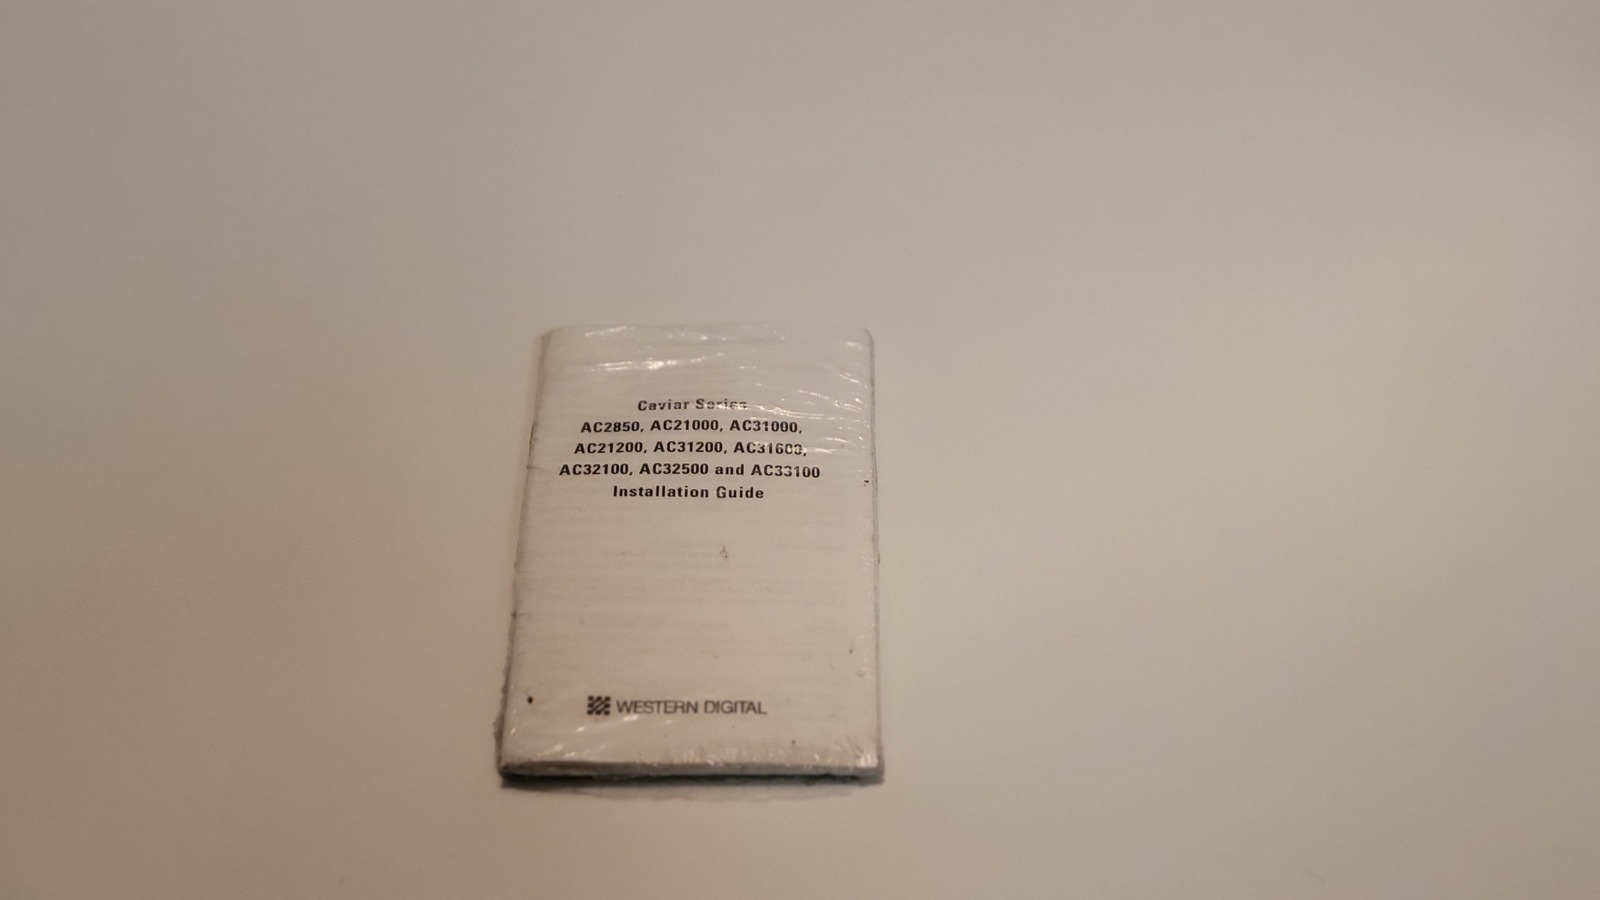 Caviar Series
AC2850, AC21000, AC31000,
AC21200, AC31200, AC31600,
AC32100, AC32500 and AC33100
Installation Guide
WESTERN DIGITAL